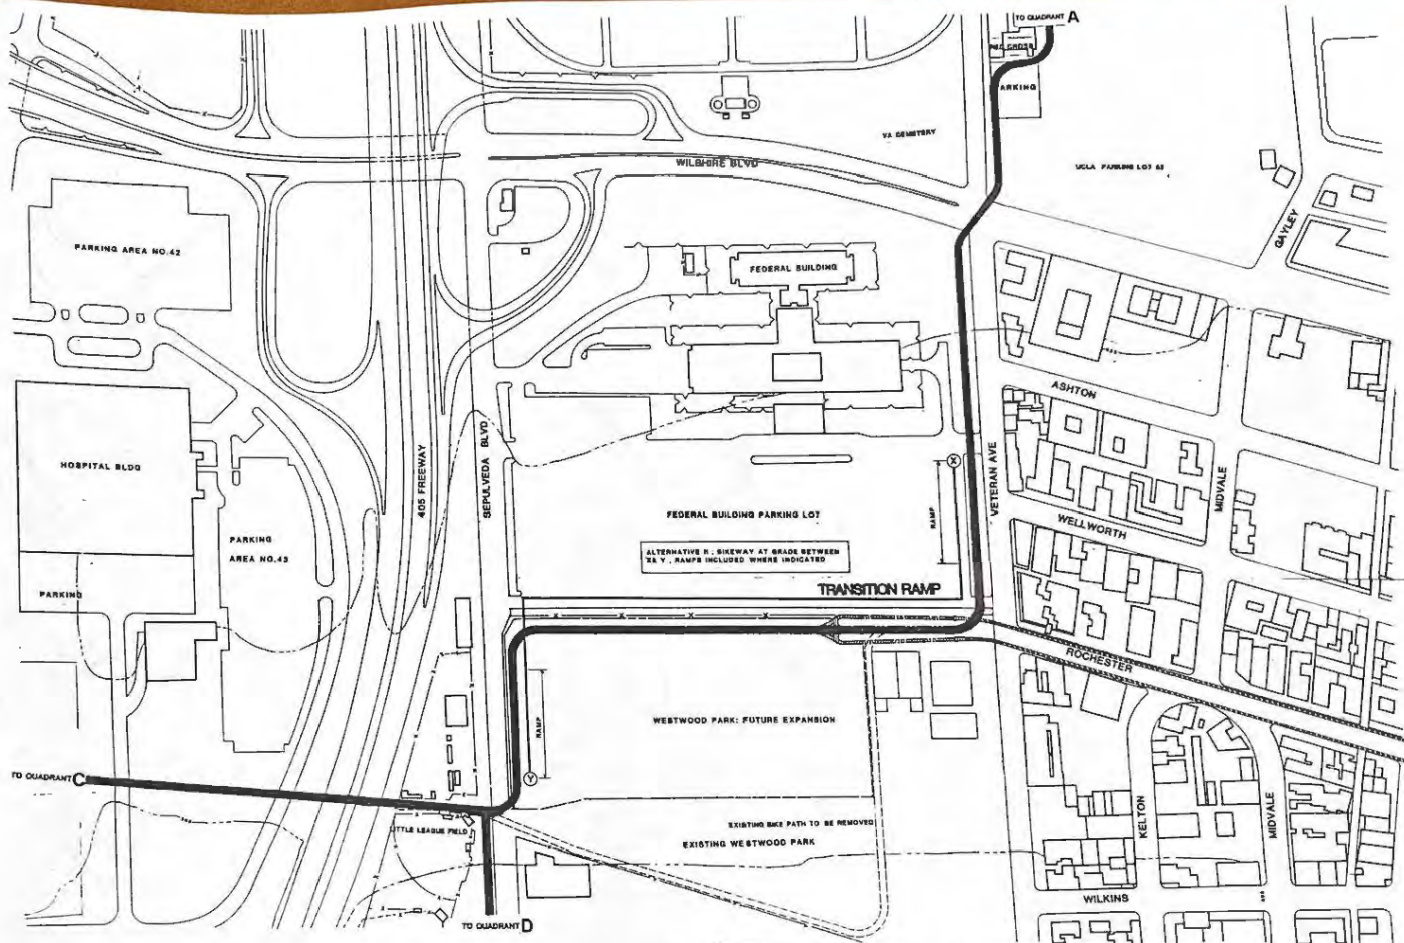 TO QUADRANT A
RED CROSS
PARKING
VA CEMETERY
WILSHIRE BLVD
UCLA PARKING LOT 32
GAYLEY
PARKING AREA NO.42
FEDERAL BUILDING
ASHTON
MIDVALE
VETERAN AVE
SEPULVEDA BLVD
405 FREEWAY
HOSPITAL BLDG
X
RAMP
FEDERAL BUILDING PARKING LOT
WELLWORTH
PARKING
AREA NO.43
ALTERNATIVE B: BIKEWAY AT GRADE BETWEEN
X& Y, RAMPS INCLUDED WHERE INDICATED
TRANSITION RAMP
PARKING
ROCHESTER
WESTWOOD PARK: FUTURE EXPANSION
RAMP
Y
TO QUADRANT C
KELTON
MIDVALE
LITTLE LEAGUE FIELD
EXISTING BIKE PATH TO BE REMOVED
EXISTING WESTWOOD PARK
WILKINS
TO QUADRANT D